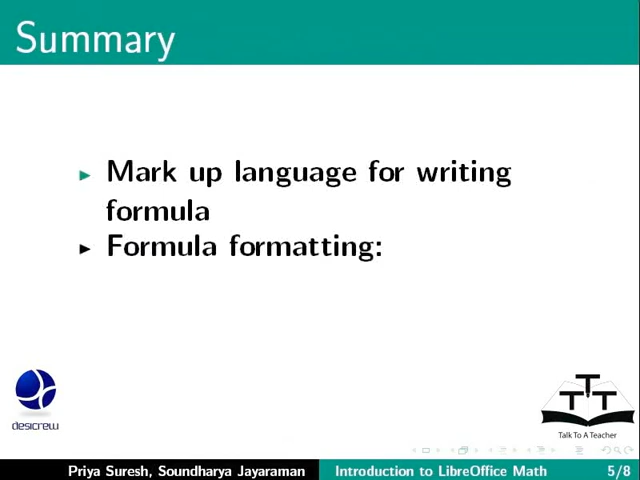 Summary
Mark up language for writing
formula
Formula formatting:
desicrew
TTT
Talk To A Teacher
Priya Suresh, Soundharya Jayaraman
Introduction to LibreOffice Math
5/8